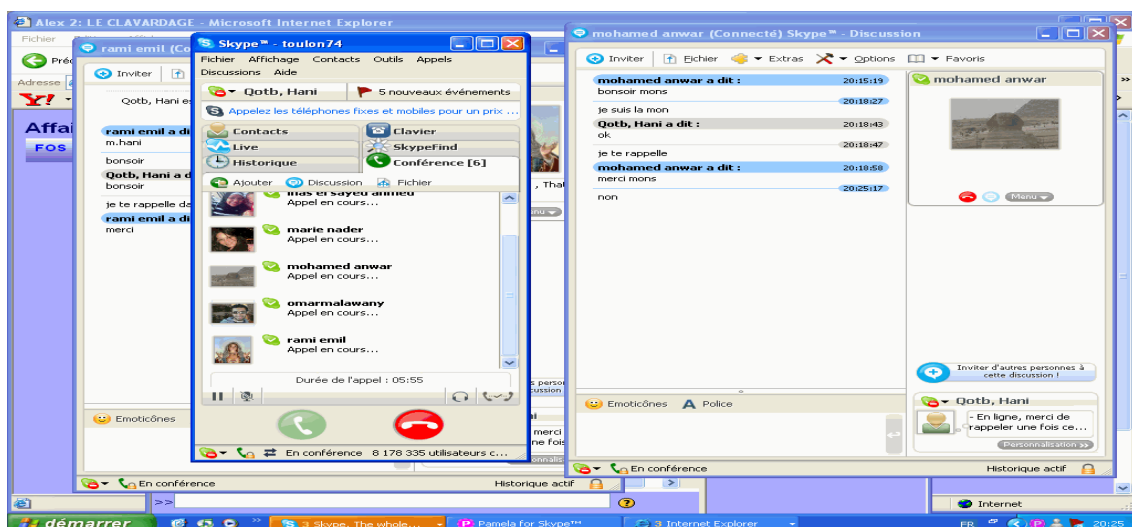 Alex 2: LE CLAVARDAGE - Microsoft Internet Explorer
Fichier
Adresse
Affai
FOS
rami emil (Co
Inviter
Qotb, Hani es
rami emil a di
m.hani
bonsoir
Qotb, Hani a d
bonsoir
je te rappelle da
rami emil a di
merci
Emoticônes
En conférence
Historique actif
Skype™ - toulon74
Fichier Affichage Contacts Outils Appels
Discussions Aide
Qotb, Hani
5 nouveaux événements
Appelez les téléphones fixes et mobiles pour un prix ...
Contacts
Clavier
Live
SkypeFind
Historique
Conférence [6]
Ajouter Discussion Fichier
inas el sayed ahmed
Appel en cours...
marie nader
Appel en cours...
mohamed anwar
Appel en cours...
omarmalawany
Appel en cours...
rami emil
Appel en cours...
Durée de l'appel : 05:55
En conférence 8 178 335 utilisateurs c...
mohamed anwar (Connecté) Skype™ - Discussion
Inviter Fichier Extras Options Favoris
mohamed anwar a dit : 20:15:19
bonsoir mons
20:18:27
je suis la mon
Qotb, Hani a dit : 20:18:43
ok
20:18:47
je te rappelle
mohamed anwar a dit : 20:18:58
merci mons
20:25:17
non
mohamed anwar
Menu
Inviter d'autres personnes à
cette discussion !
Emoticônes A Police
Qotb, Hani
- En ligne, merci de
rappeler une fois ce...
Personnalisation >>
En conférence
Historique actif
>>
Internet
démarrer
3 Skype. The whole...
Pamela for Skype™
3 Internet Explorer
FR
20:25